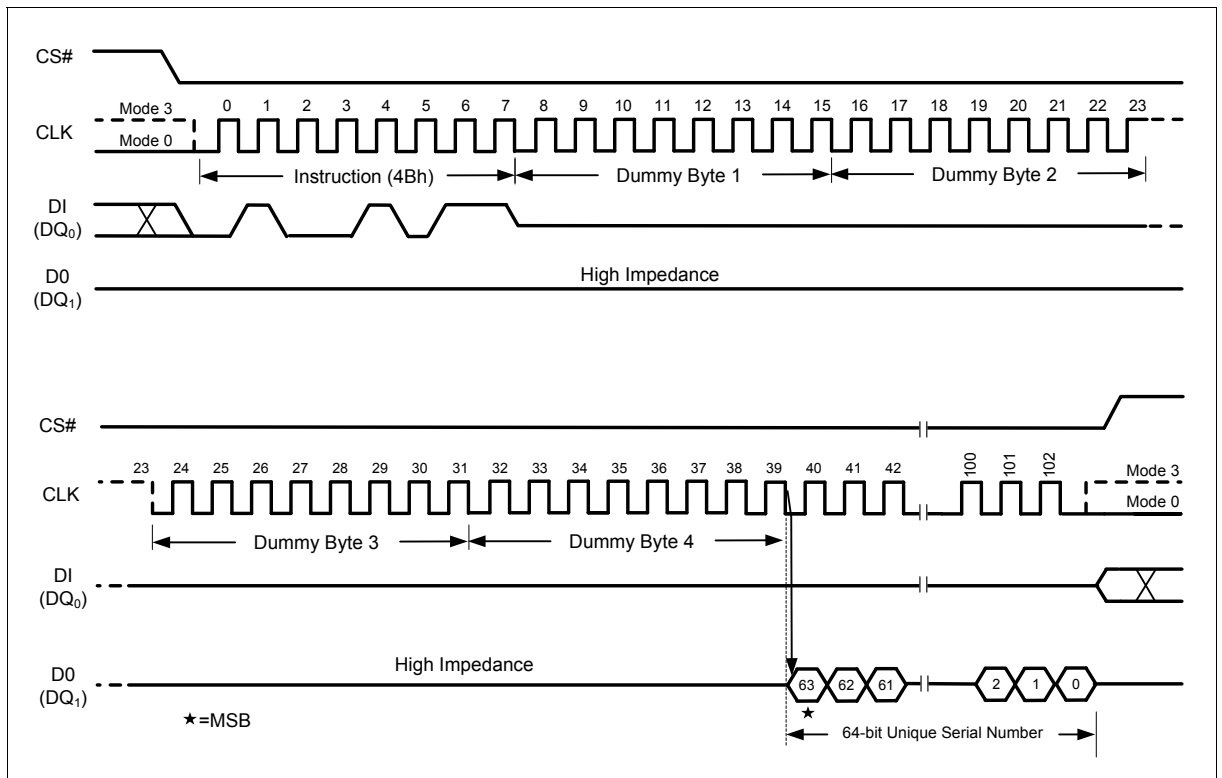 CS#
Mode 3
0 1 2 3 4 5 6 7 8 9 10 11 12 13 14 15 16 17 18 19 20 21 22 23
CLK
Mode 0
Instruction (4Bh) Dummy Byte 1 Dummy Byte 2
DI
(DQ0)
D0
(DQ1)
High Impedance
CS#
23 24 25 26 27 28 29 30 31 32 33 34 35 36 37 38 39 40 41 42 100 101 102
Mode 3
CLK
Mode 0
Dummy Byte 3 Dummy Byte 4
DI
(DQ0)
D0
(DQ1)
High Impedance
63 62 61 2 1 0
★=MSB
★
64-bit Unique Serial Number